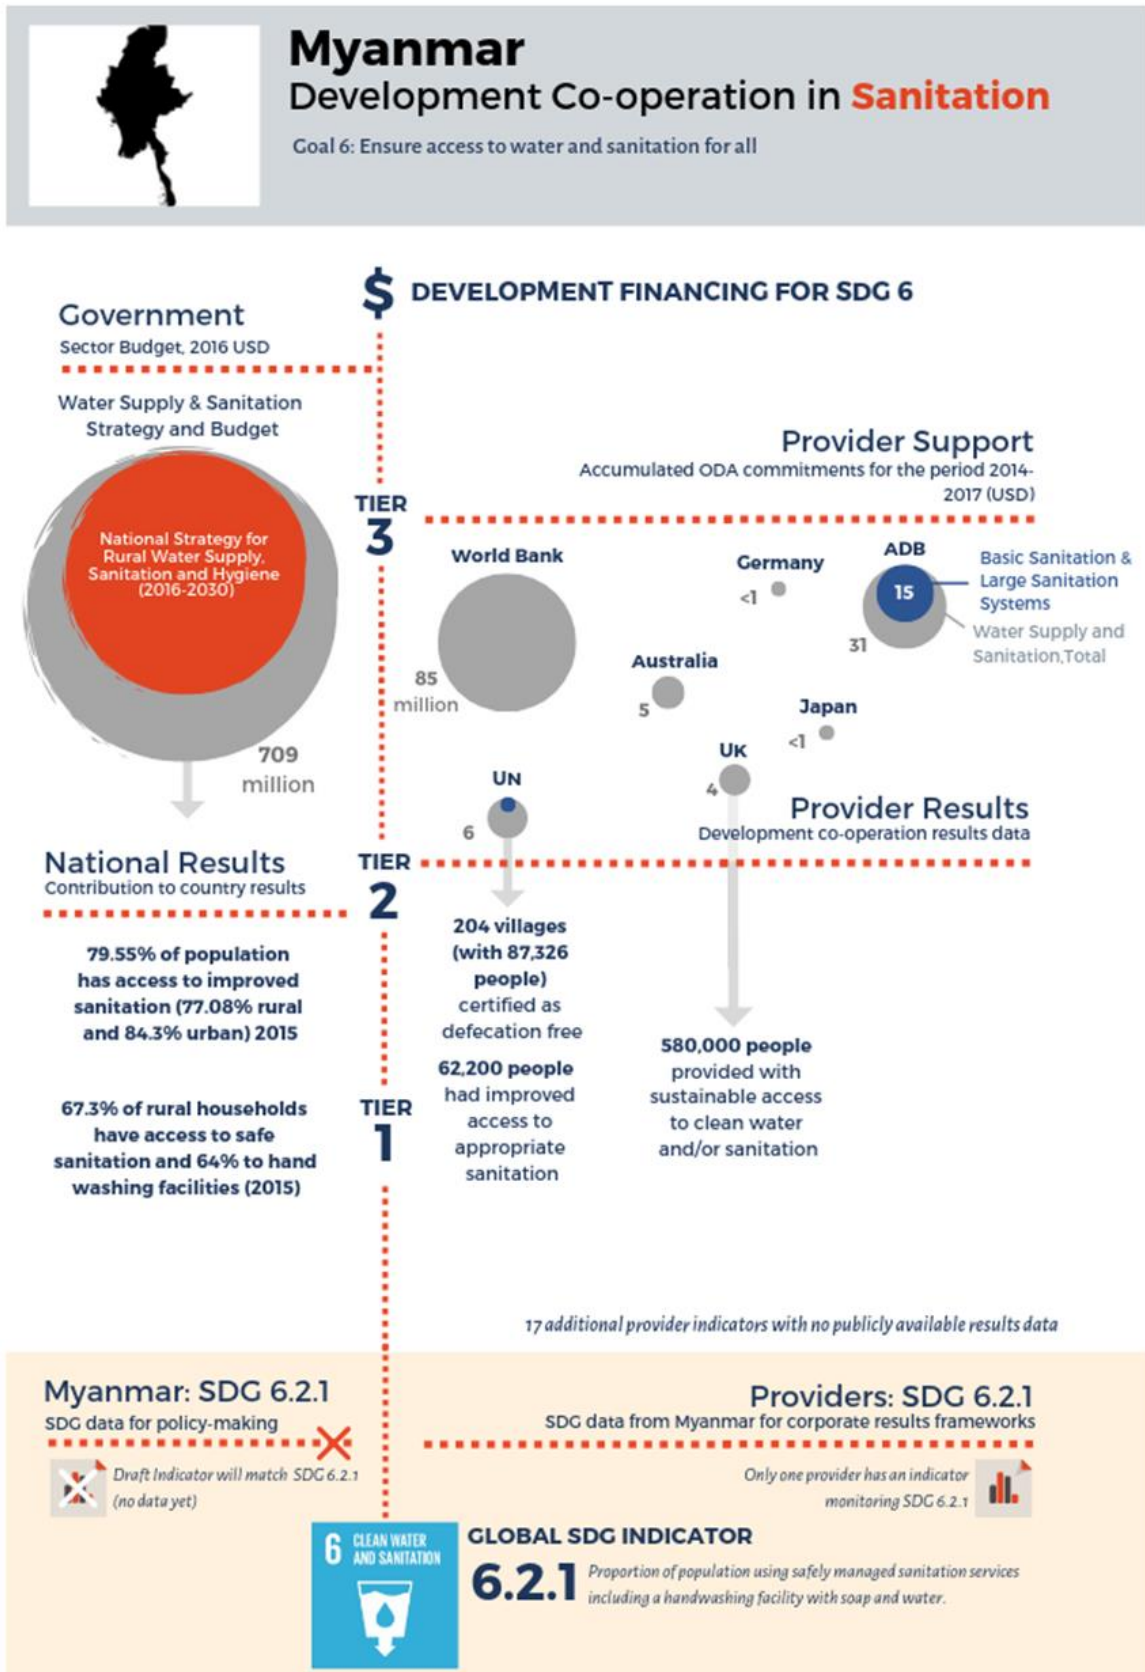 Myanmar
Development Co-operation in Sanitation
Goal 6: Ensure access to water and sanitation for all
$ DEVELOPMENT FINANCING FOR SDG 6
Government
Sector Budget, 2016 USD
Water Supply & Sanitation
Strategy and Budget
National Strategy for
Rural Water Supply,
Sanitation and Hygiene
(2016-2030)
709
million
Provider Support
Accumulated ODA commitments for the period 2014-
2017 (USD)
TIER
3
World Bank
85
million
Germany
<1
ADB
15
31
Basic Sanitation &
Large Sanitation
Systems
Water Supply and
Sanitation,Total
Australia
5
Japan
<1
UK
4
UN
6
Provider Results
Development co-operation results data
National Results
Contribution to country results
TIER
2
79.55% of population
has access to improved
sanitation (77.08% rural
and 84.3% urban) 2015
67.3% of rural households
have access to safe
sanitation and 64% to hand
washing facilities (2015)
204 villages
(with 87,326
people)
certified as
defecation free
62,200 people
had improved
access to
appropriate
sanitation
580,000 people
provided with
sustainable access
to clean water
and/or sanitation
TIER
1
17 additional provider indicators with no publicly available results data
Myanmar: SDG 6.2.1
SDG data for policy-making
Draft Indicator will match SDG 6.2.1
(no data yet)
Providers: SDG 6.2.1
SDG data from Myanmar for corporate results frameworks
Only one provider has an indicator
monitoring SDG 6.2.1
6 CLEAN WATER
AND SANITATION
GLOBAL SDG INDICATOR
6.2.1
Proportion of population using safely managed sanitation services
including a handwashing facility with soap and water.